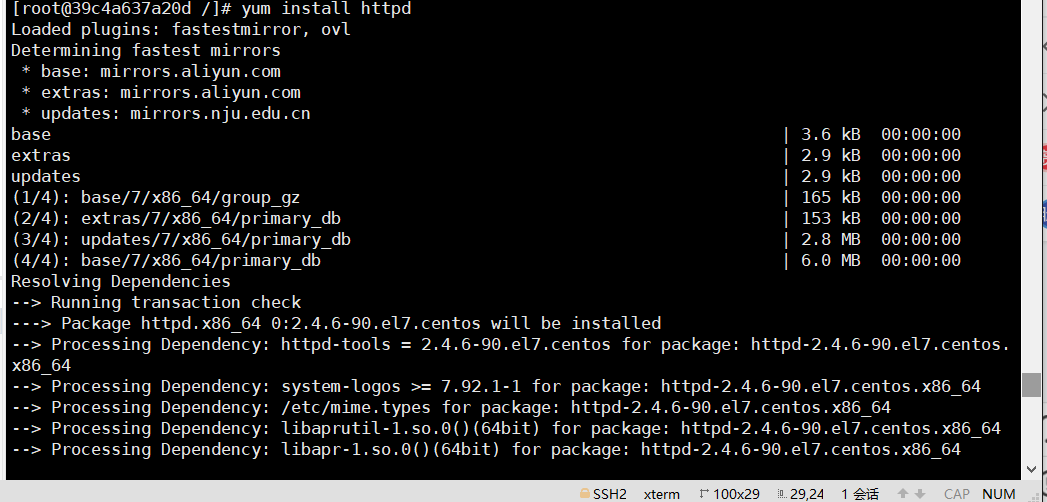 [root@39c4a637a20d /]# yum install httpd
Loaded plugins: fastestmirror, ovl
Determining fastest mirrors
 * base: mirrors.aliyun.com
 * extras: mirrors.aliyun.com
 * updates: mirrors.nju.edu.cn
base | 3.6 kB 00:00:00
extras | 2.9 kB 00:00:00
updates | 2.9 kB 00:00:00
(1/4): base/7/x86_64/group_gz | 165 kB 00:00:00
(2/4): extras/7/x86_64/primary_db | 153 kB 00:00:00
(3/4): updates/7/x86_64/primary_db | 2.8 MB 00:00:00
(4/4): base/7/x86_64/primary_db | 6.0 MB 00:00:00
Resolving Dependencies
--> Running transaction check
---> Package httpd.x86_64 0:2.4.6-90.el7.centos will be installed
--> Processing Dependency: httpd-tools = 2.4.6-90.el7.centos for package: httpd-2.4.6-90.el7.centos.
x86_64
--> Processing Dependency: system-logos >= 7.92.1-1 for package: httpd-2.4.6-90.el7.centos.x86_64
--> Processing Dependency: /etc/mime.types for package: httpd-2.4.6-90.el7.centos.x86_64
--> Processing Dependency: libaprutil-1.so.0()(64bit) for package: httpd-2.4.6-90.el7.centos.x86_64
--> Processing Dependency: libapr-1.so.0()(64bit) for package: httpd-2.4.6-90.el7.centos.x86_64
SSH2 xterm 100x29 29,24 1 会话 CAP NUM